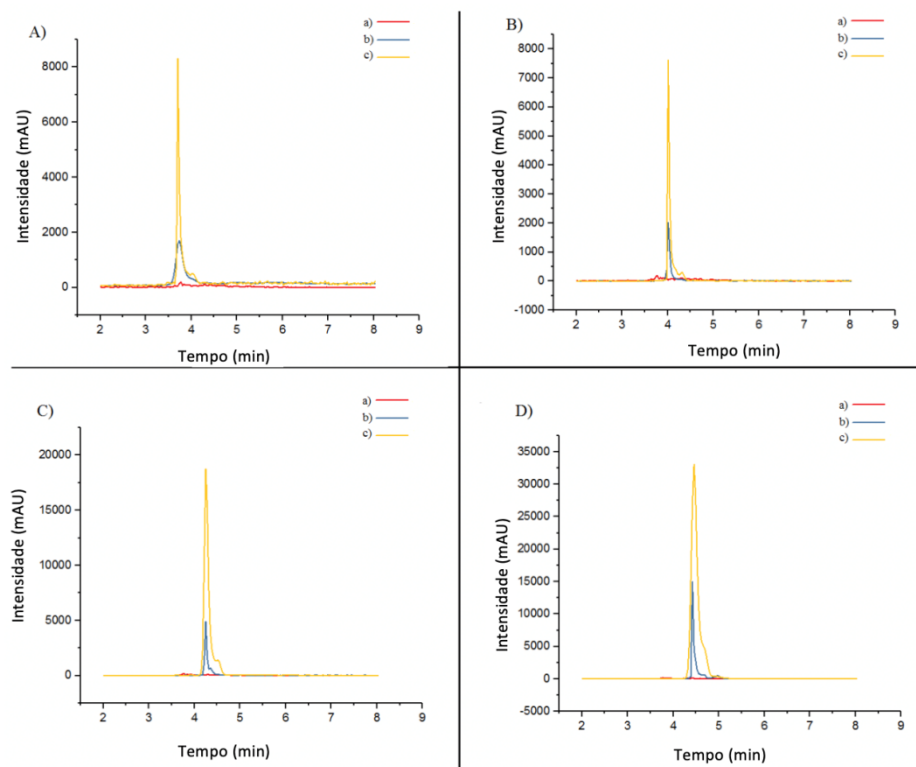 A)
a)
b)
c)
Intensidade (mAU)
8000
6000
4000
2000
0
2 3 4 5 6 7 8 9
Tempo (min)
B)
a)
b)
c)
Intensidade (mAU)
9000
8000
7000
6000
5000
4000
3000
2000
1000
0
-1000
2 3 4 5 6 7 8 9
Tempo (min)
C)
a)
b)
c)
Intensidade (mAU)
20000
15000
10000
5000
0
2 3 4 5 6 7 8 9
Tempo (min)
D)
a)
b)
c)
Intensidade (mAU)
35000
30000
25000
20000
15000
10000
5000
0
-5000
2 3 4 5 6 7 8 9
Tempo (min)